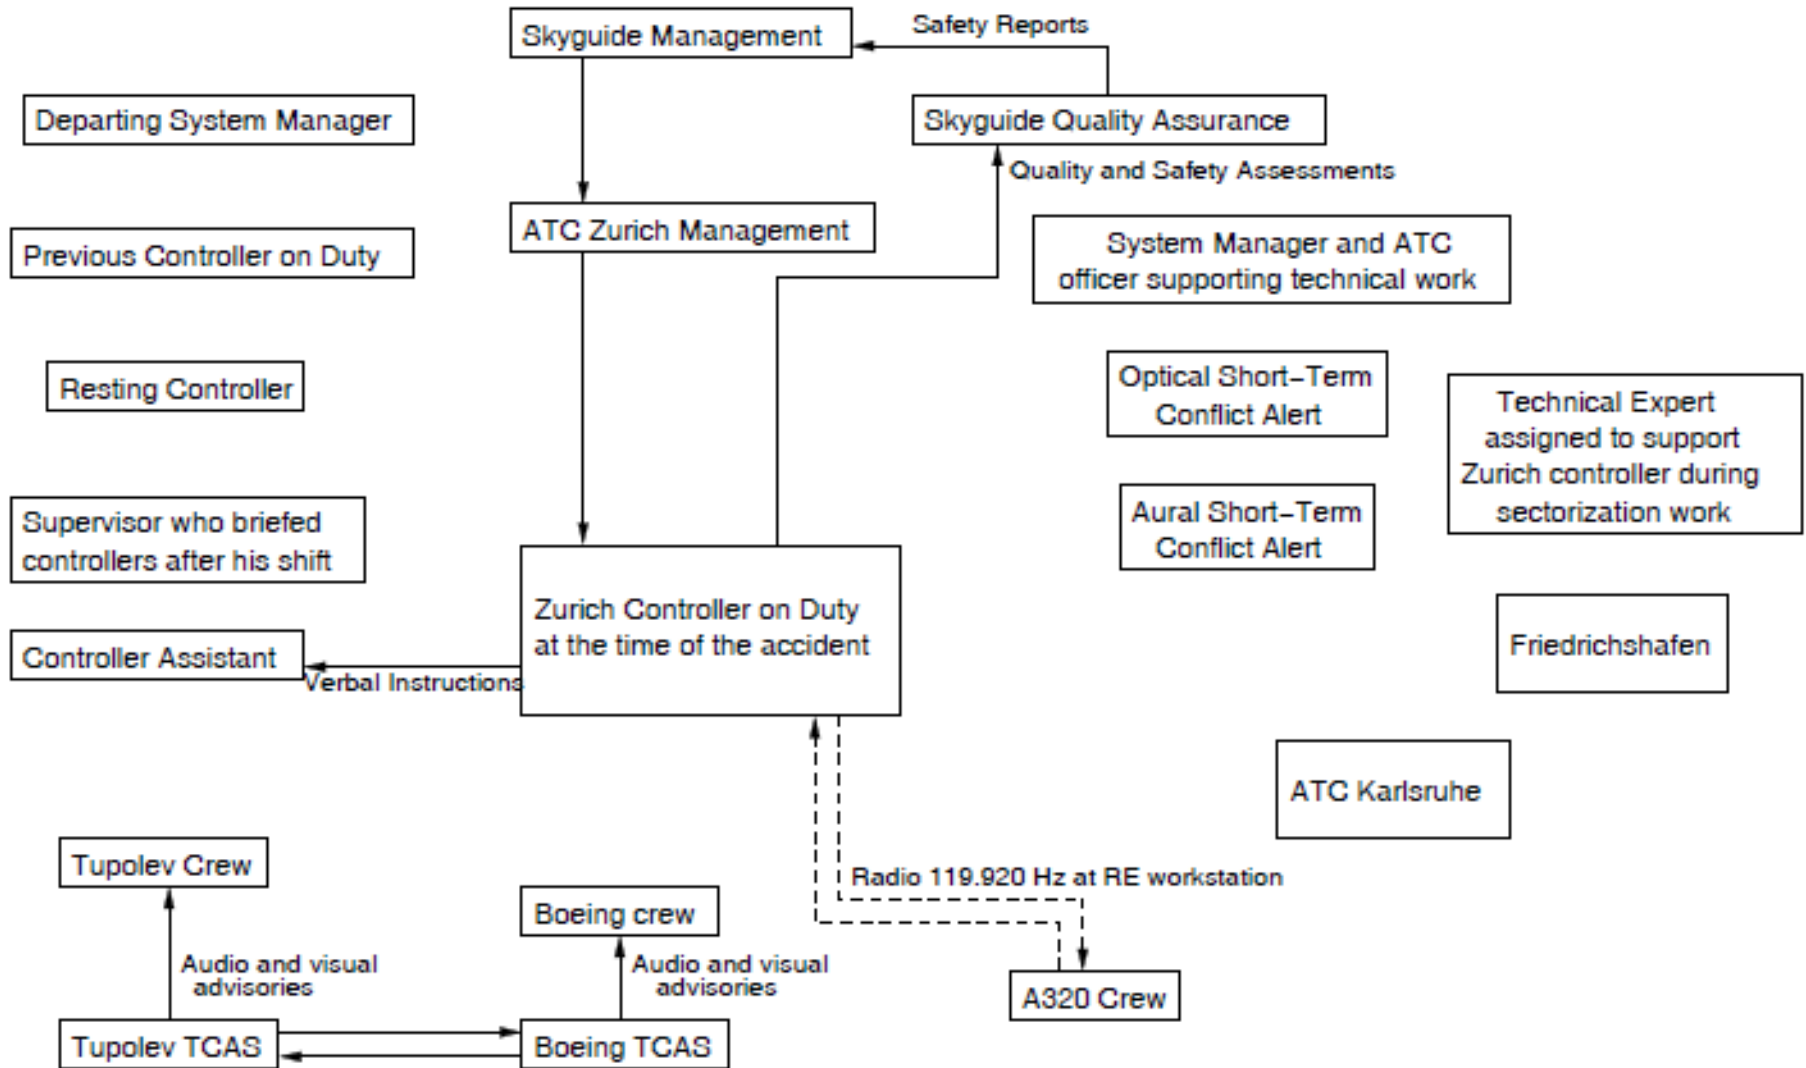 Safety Reports
Skyguide Management
Departing System Manager
Skyguide Quality Assurance
Quality and Safety Assessments
ATC Zurich Management
System Manager and ATC
officer supporting technical work
Previous Controller on Duty
Resting Controller
Optical Short-Term
Conflict Alert
Technical Expert
assigned to support
Zurich controller during
sectorization work
Supervisor who briefed
controllers after his shift
Aural Short-Term
Conflict Alert
Zurich Controller on Duty
at the time of the accident
Controller Assistant
Verbal Instructions
Friedrichshafen
ATC Karlsruhe
Tupolev Crew
Radio 119.920 Hz at RE workstation
Boeing crew
Audio and visual
advisories
Audio and visual
advisories
A320 Crew
Tupolev TCAS
Boeing TCAS